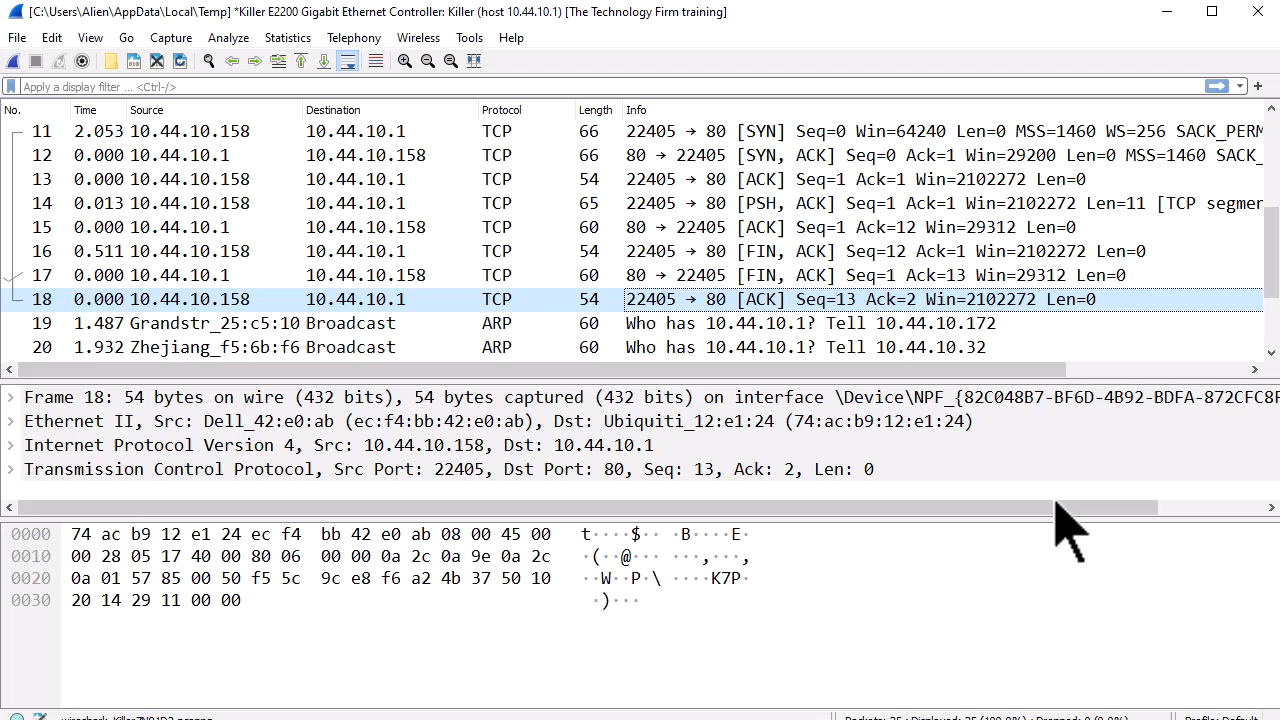 [C:\Users\Alien\AppData\Local\Temp] *Killer E2200 Gigabit Ethernet Controller: Killer (host 10.44.10.1) [The Technology Firm training]
File Edit View Go Capture Analyze Statistics Telephony Wireless Tools Help
Apply a display filter ... <Ctrl-/>
No. Time Source Destination Protocol Length Info
11 2.053 10.44.10.158 10.44.10.1 TCP 66 22405 → 80 [SYN] Seq=0 Win=64240 Len=0 MSS=1460 WS=256 SACK_PERM
12 0.000 10.44.10.1 10.44.10.158 TCP 66 80 → 22405 [SYN, ACK] Seq=0 Ack=1 Win=29200 Len=0 MSS=1460 SACK_
13 0.000 10.44.10.158 10.44.10.1 TCP 54 22405 → 80 [ACK] Seq=1 Ack=1 Win=2102272 Len=0
14 0.013 10.44.10.158 10.44.10.1 TCP 65 22405 → 80 [PSH, ACK] Seq=1 Ack=1 Win=2102272 Len=11 [TCP segmer
15 0.000 10.44.10.1 10.44.10.158 TCP 60 80 → 22405 [ACK] Seq=1 Ack=12 Win=29312 Len=0
16 0.511 10.44.10.158 10.44.10.1 TCP 54 22405 → 80 [FIN, ACK] Seq=12 Ack=1 Win=2102272 Len=0
17 0.000 10.44.10.1 10.44.10.158 TCP 60 80 → 22405 [FIN, ACK] Seq=1 Ack=13 Win=29312 Len=0
18 0.000 10.44.10.158 10.44.10.1 TCP 54 22405 → 80 [ACK] Seq=13 Ack=2 Win=2102272 Len=0
19 1.487 Grandstr_25:c5:10 Broadcast ARP 60 Who has 10.44.10.1? Tell 10.44.10.172
20 1.932 Zhejiang_f5:6b:f6 Broadcast ARP 60 Who has 10.44.10.1? Tell 10.44.10.32
Frame 18: 54 bytes on wire (432 bits), 54 bytes captured (432 bits) on interface \Device\NPF_{82C048B7-BF6D-4B92-BDFA-872CFC8F
Ethernet II, Src: Dell_42:e0:ab (ec:f4:bb:42:e0:ab), Dst: Ubiquiti_12:e1:24 (74:ac:b9:12:e1:24)
Internet Protocol Version 4, Src: 10.44.10.158, Dst: 10.44.10.1
Transmission Control Protocol, Src Port: 22405, Dst Port: 80, Seq: 13, Ack: 2, Len: 0
0000 74 ac b9 12 e1 24 ec f4 bb 42 e0 ab 08 00 45 00 t····$·· ·B····E·
0010 00 28 05 17 40 00 80 06 00 00 0a 2c 0a 9e 0a 2c ·(··@··· ···,···,
0020 0a 01 57 85 00 50 f5 5c 9c e8 f6 a2 4b 37 50 10 ··W··P·\ ····K7P·
0030 20 14 29 11 00 00 ·)···